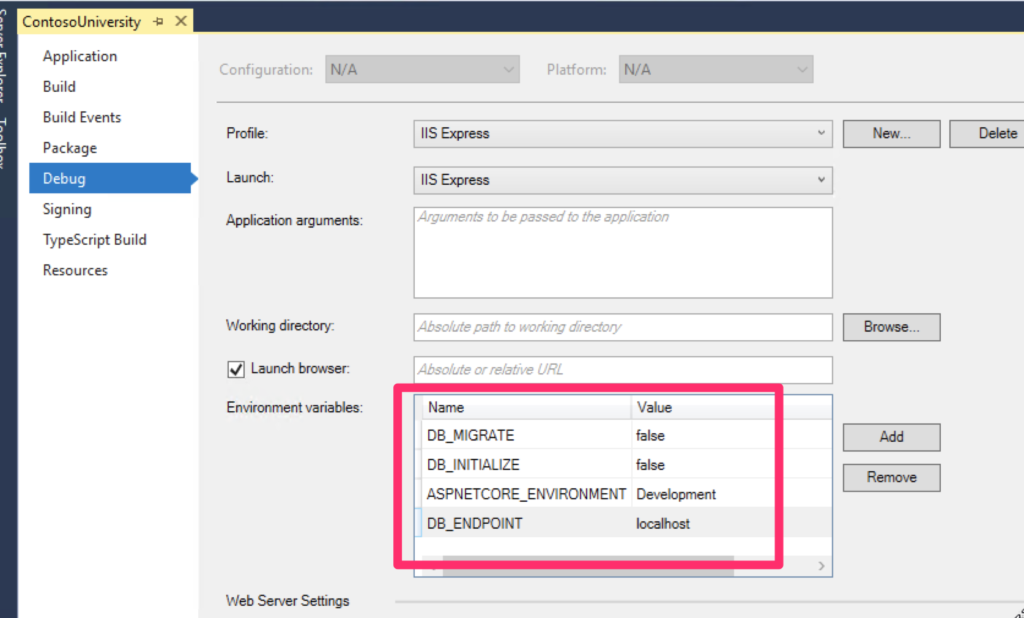 Server Explorer
Toolbox
ContosoUniversity
Application
Build
Build Events
Package
Debug
Signing
TypeScript Build
Resources
Configuration: N/A Platform: N/A
Profile: IIS Express New... Delete
Launch: IIS Express
Application arguments: Arguments to be passed to the application
Working directory: Absolute path to working directory Browse...
Launch browser: Absolute or relative URL
Environment variables:
Name Value
DB_MIGRATE false
DB_INITIALIZE false
ASPNETCORE_ENVIRONMENT Development
DB_ENDPOINT localhost
Add
Remove
Web Server Settings